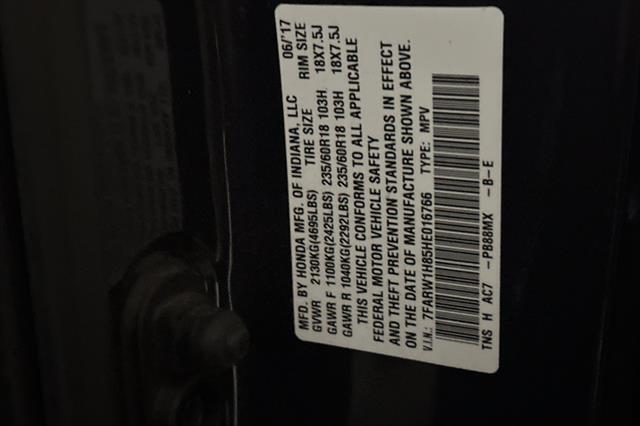 MFD. BY HONDA MFG. OF INDIANA, LLC 06/'17
GVWR 2130KG(4695LBS) TIRE SIZE RIM SIZE
GAWR F 1100KG(2425LBS) 235/60R18 103H 18X7.5J
GAWR R 1040KG(2292LBS) 235/60R18 103H 18X7.5J
THIS VEHICLE CONFORMS TO ALL APPLICABLE
FEDERAL MOTOR VEHICLE SAFETY
AND THEFT PREVENTION STANDARDS IN EFFECT
ON THE DATE OF MANUFACTURE SHOWN ABOVE.
V.I.N.: 7FARW1H85HE016766 TYPE: MPV
TNS H AC7 -PB88MX -B-E